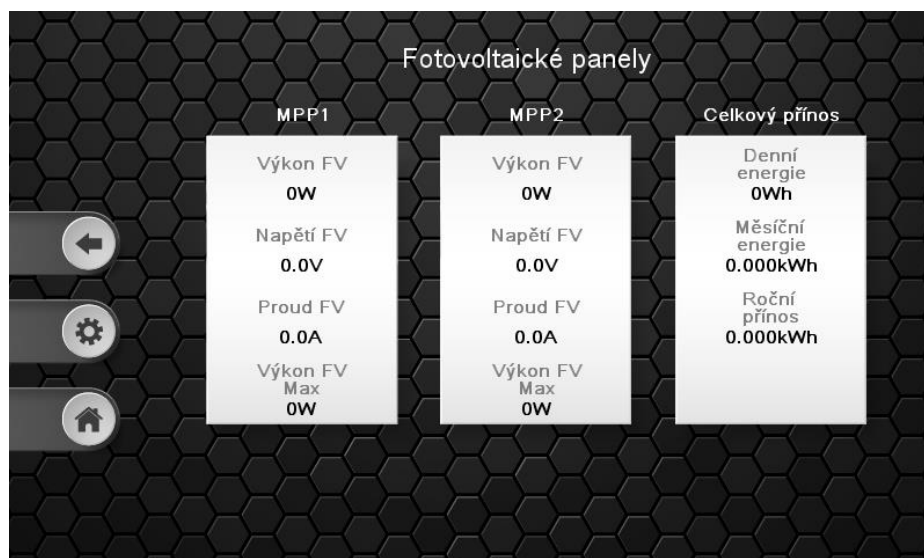 Fotovoltaické panely
MPP1
Výkon FV
0W
Napětí FV
0.0V
Proud FV
0.0A
Výkon FV
Max
0W
MPP2
Výkon FV
0W
Napětí FV
0.0V
Proud FV
0.0A
Výkon FV
Max
0W
Celkový přínos
Denní
energie
0Wh
Měsíční
energie
0.000kWh
Roční
přínos
0.000kWh